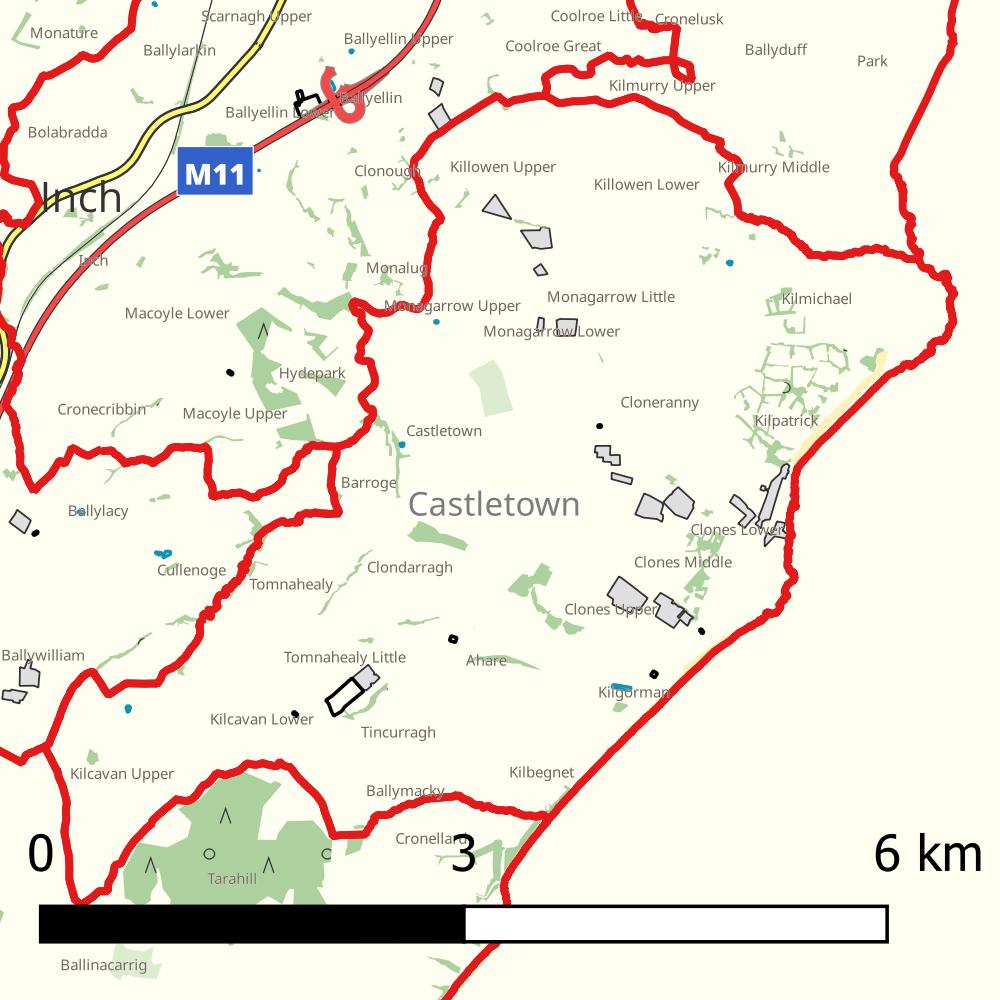 Scarnagh Upper
Coolroe Little
Cronelusk
Monature
Ballyellin Upper
Coolroe Great
Ballylarkin
Ballyduff
Park
Kilmurry Upper
Ballyellin
Ballyellin Lower
Bolabradda
M11
Clonough
Killowen Upper
Kilmurry Middle
Killowen Lower
Inch
Inch
Monalug
Monagarrow Little
Kilmichael
Monagarrow Upper
Macoyle Lower
Monagarrow Lower
Hydepark
Cloneranny
Cronecribbin
Macoyle Upper
Kilpatrick
Castletown
Barroge
Castletown
Ballylacy
Clones Lower
Clones Middle
Cullenoge
Clondarragh
Tomnahealy
Clones Upper
Ballywilliam
Tomnahealy Little
Ahare
Kilgorman
Kilcavan Lower
Tincurragh
Kilcavan Upper
Kilbegnet
Ballymacky
Cronellard
0 3 6 km
Tarahill
Ballinacarrig